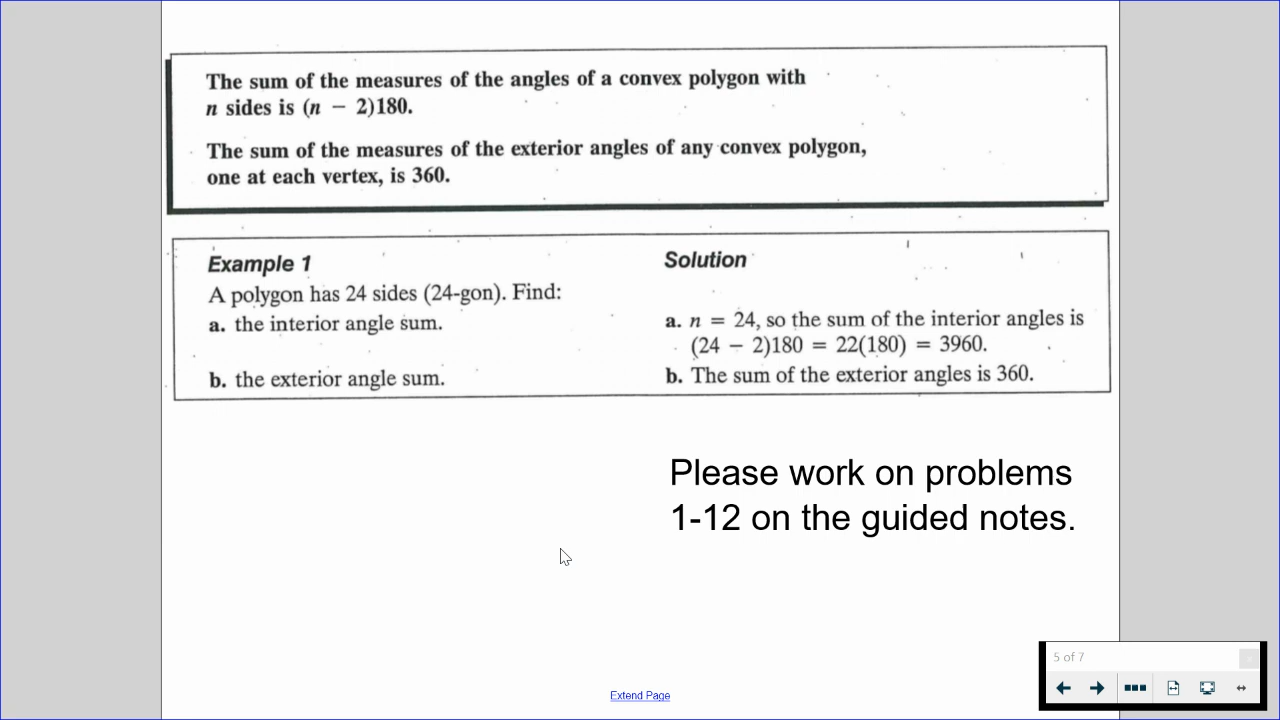 The sum of the measures of the angles of a convex polygon with
n sides is (n − 2)180.
The sum of the measures of the exterior angles of any convex polygon,
one at each vertex, is 360.
Example 1
A polygon has 24 sides (24-gon). Find:
a. the interior angle sum.
b. the exterior angle sum.
Solution
a. n = 24, so the sum of the interior angles is
(24 − 2)180 = 22(180) = 3960.
b. The sum of the exterior angles is 360.
Please work on problems
1-12 on the guided notes.
Extend Page
5 of 7